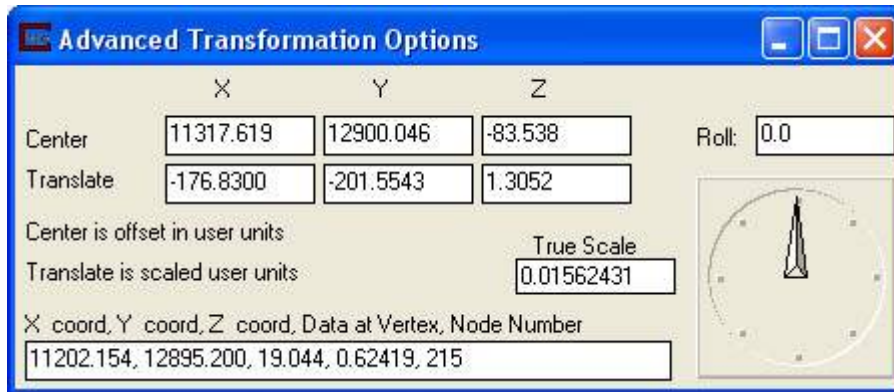 Advanced Transformation Options
X Y Z
Center 11317.619 12900.046 -83.538 Roll: 0.0
Translate -176.8300 -201.5543 1.3052
Center is offset in user units
True Scale
Translate is scaled user units 0.01562431
X coord, Y coord, Z coord, Data at Vertex, Node Number
11202.154, 12895.200, 19.044, 0.62419, 215